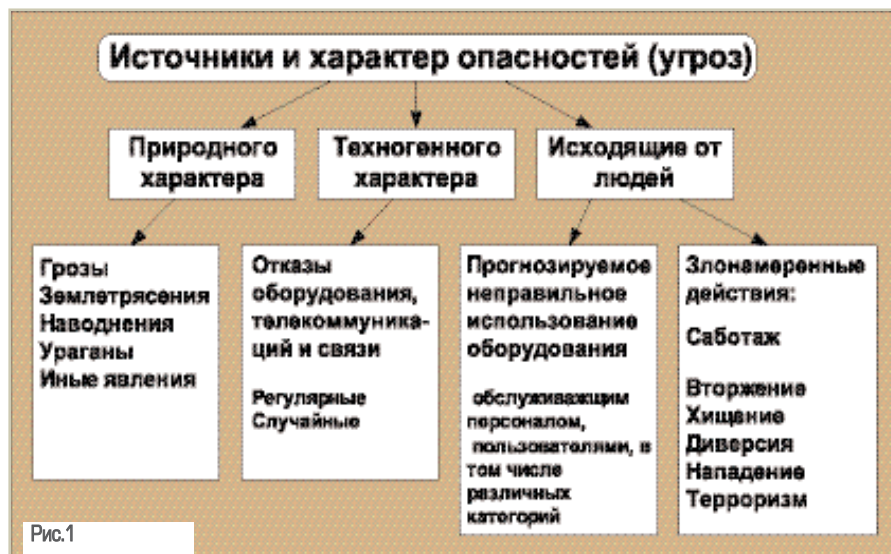 Источники и характер опасностей (угроз)
Природного
характера
Техногенного
характера
Исходящие от
людей
Грозы
Землетрясения
Наводнения
Ураганы
Иные явления
Отказы
оборудования,
телекоммуника-
ций и связи
Регулярные
Случайные
Прогнозируемое
неправильное
использование
оборудования
обслуживащим
персоналом,
пользователями, в
том числе
различных
категорий
Злонамеренные
действия:
Саботаж
Вторжение
Хищение
Диверсия
Нападение
Терроризм
Рис.1